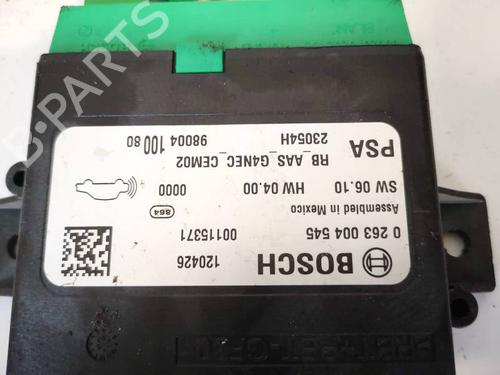 BOSCH
120426
0 263 004 545
00115371
Assembled in Mexico
864
SW 06.10 HW 04.00 0000
RB_AAS_G4NEC_CEM02
PSA 23054H 98004 100 80